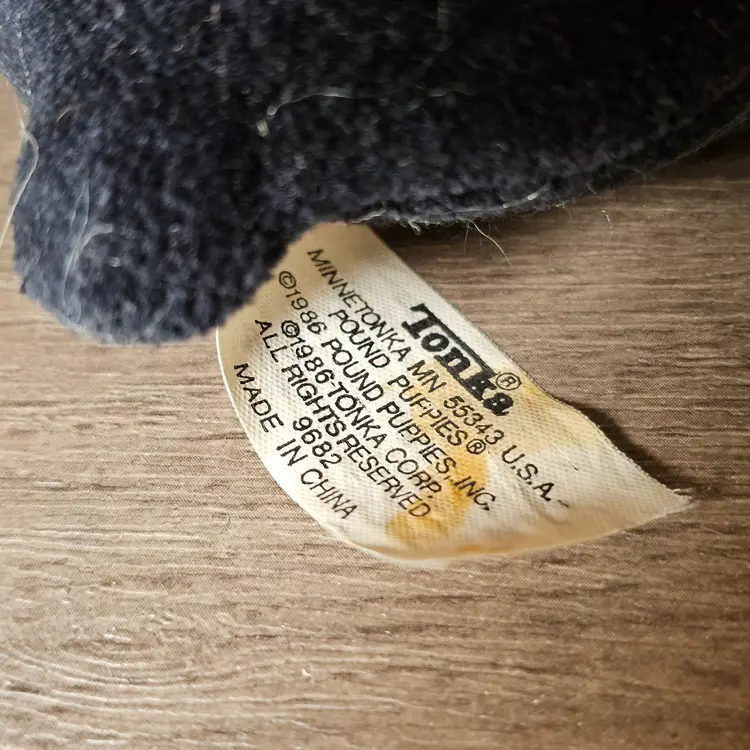 Tonka®
MINNETONKA MN 55343 U.S.A.
POUND PUPPIES®
©1986 POUND PUPPIES, INC.
©1986 TONKA CORP.
ALL RIGHTS RESERVED
9682
MADE IN CHINA